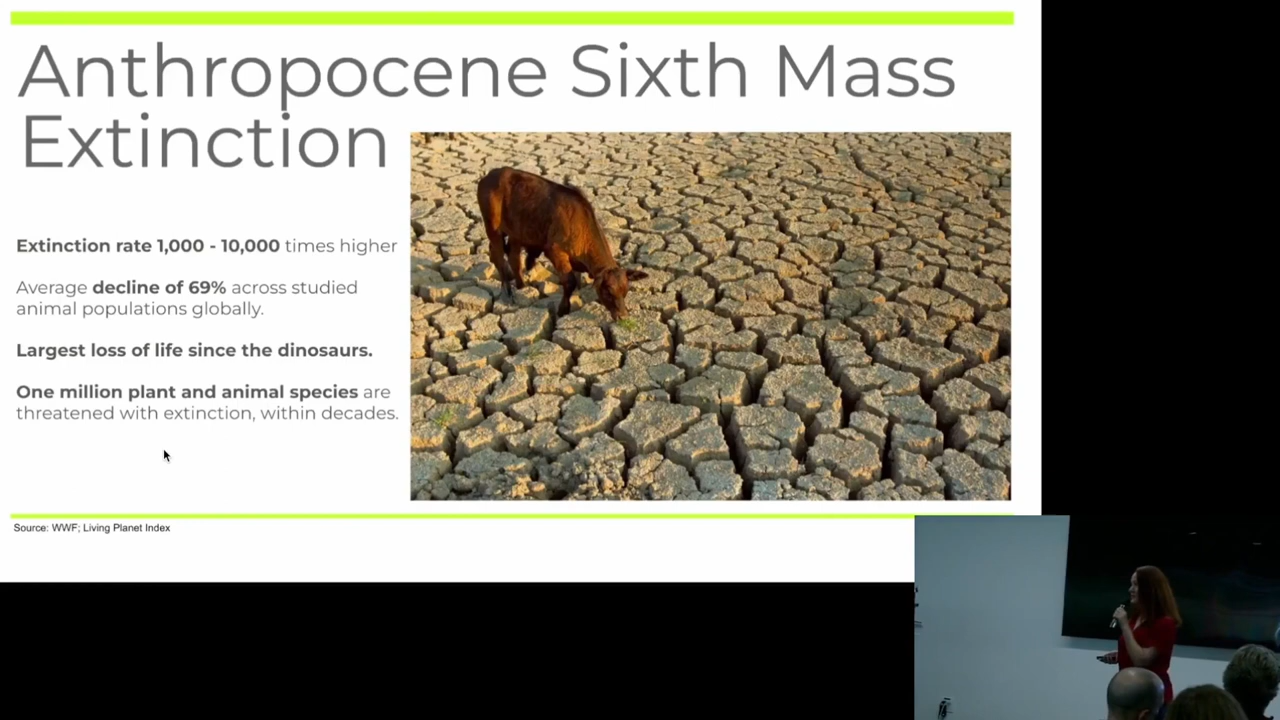 Anthropocene Sixth Mass
Extinction
Extinction rate 1,000 - 10,000 times higher
Average decline of 69% across studied
animal populations globally.
Largest loss of life since the dinosaurs.
One million plant and animal species are
threatened with extinction, within decades.
Source: WWF; Living Planet Index